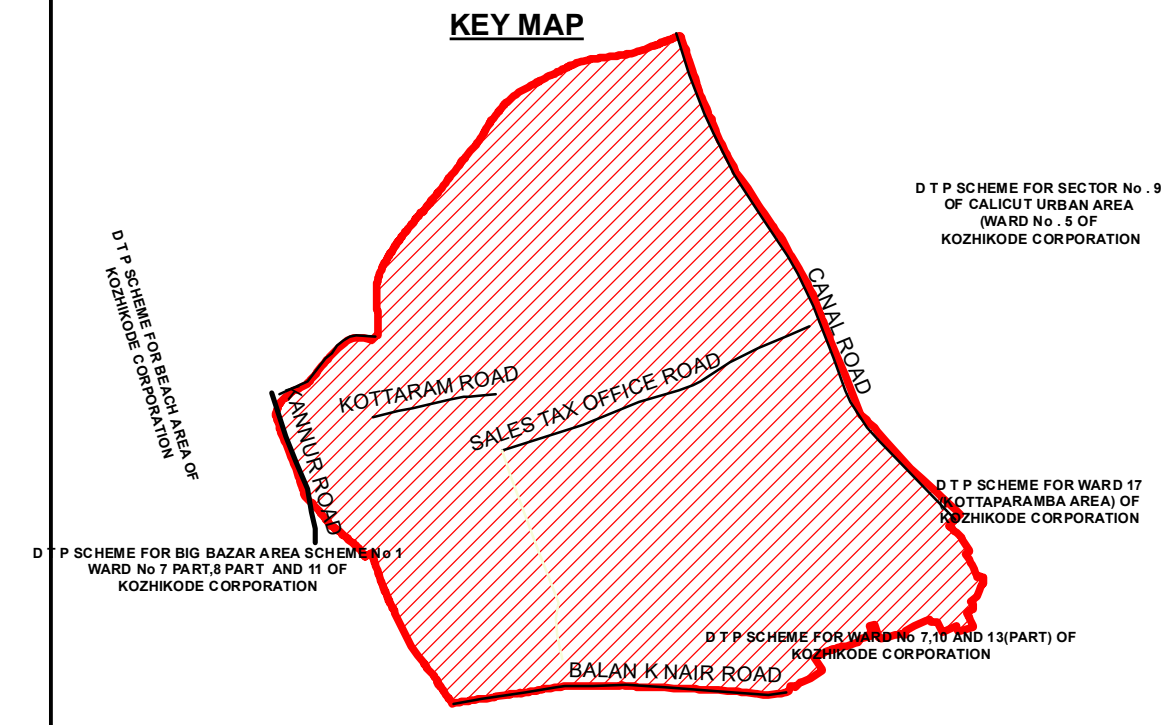 KEY MAP
D T P SCHEME FOR SECTOR No . 9
OF CALICUT URBAN AREA
(WARD No . 5 OF
KOZHIKODE CORPORATION
D T P SCHEME FOR BEACH AREA OF
KOZHIKODE CORPORATION
CANAL ROAD
KOTTARAM ROAD
SALES TAX OFFICE ROAD
KANNUR ROAD
D T P SCHEME FOR WARD 17
(KOTTAPARAMBA AREA) OF
KOZHIKODE CORPORATION
D T P SCHEME FOR BIG BAZAR AREA SCHEME No 1
WARD No 7 PART,8 PART AND 11 OF
KOZHIKODE CORPORATION
D T P SCHEME FOR WARD No 7,10 AND 13(PART) OF
KOZHIKODE CORPORATION
BALAN K NAIR ROAD